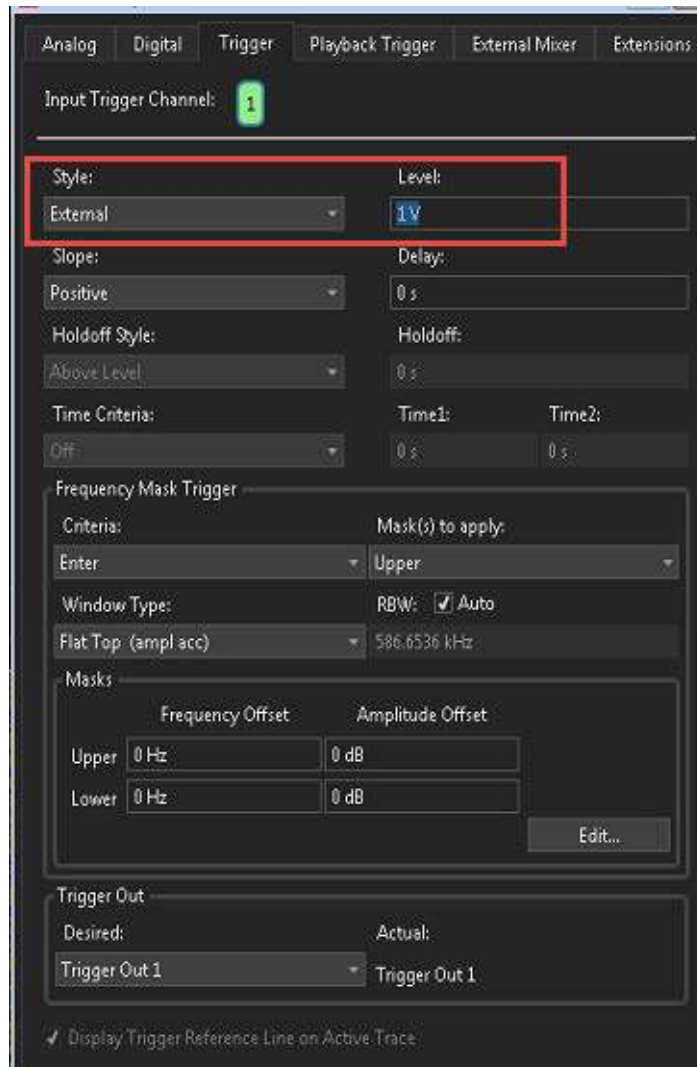 Analog Digital Trigger Playback Trigger External Mixer Extensions
Input Trigger Channel: 1
Style: Level:
External 1 V
Slope: Delay:
Positive 0 s
Holdoff Style: Holdoff:
Above Level 0 s
Time Criteria: Time1: Time2:
Off 0 s 0 s
Frequency Mask Trigger
Criteria: Mask(s) to apply:
Enter Upper
Window Type: RBW: Auto
Flat Top (ampl acc) 586.6536 kHz
Masks
Frequency Offset Amplitude Offset
Upper 0 Hz 0 dB
Lower 0 Hz 0 dB
Edit...
Trigger Out
Desired: Actual:
Trigger Out 1 Trigger Out 1
Display Trigger Reference Line on Active Trace